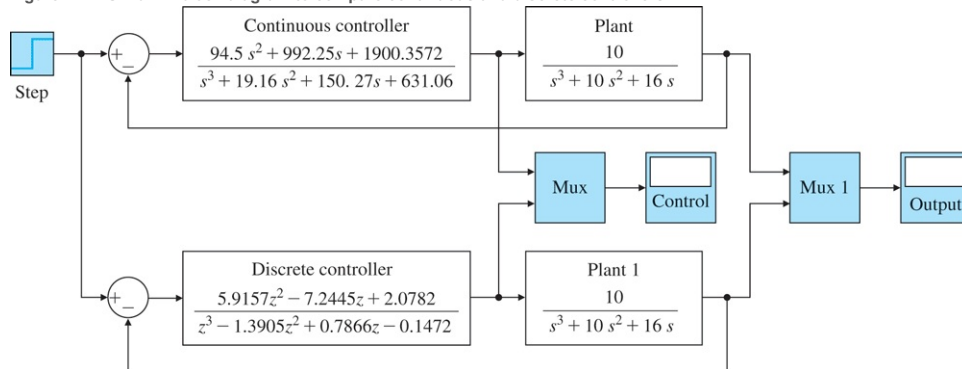 Step
+
−
Continuous controller
94.5 s² + 992.25s + 1900.3572
s³ + 19.16 s² + 150. 27s + 631.06
Plant
10
s³ + 10 s² + 16 s
Mux
Control
Mux 1
Output
+
−
Discrete controller
5.9157z² − 7.2445z + 2.0782
z³ − 1.3905z² + 0.7866z − 0.1472
Plant 1
10
s³ + 10 s² + 16 s